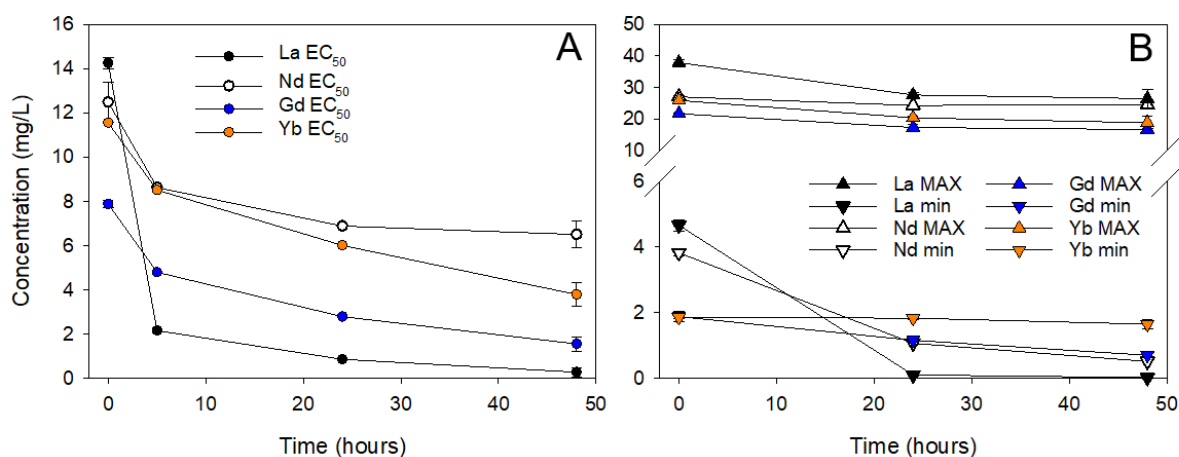 A
Concentration (mg/L)
16
14
12
10
8
6
4
2
0
La EC₅₀
Nd EC₅₀
Gd EC₅₀
Yb EC₅₀
0 10 20 30 40 50
Time (hours)
B
50
40
30
20
10
6
4
2
0
La MAX
La min
Nd MAX
Nd min
Gd MAX
Gd min
Yb MAX
Yb min
0 10 20 30 40 50
Time (hours)